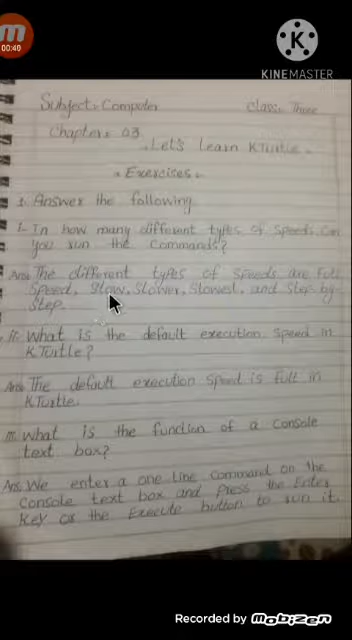 00:40
K
KINEMASTER
Subject:- Computer
Class:- Three
Chapter:- 03
Let's Learn KTurtle.
Exercises
1. Answer the following
I- In how many different types of speeds can
you run the commands?
Ans The different types of speeds are Full
Speed, Slow, Slower, Slowest, and Step-by-
Step.
ii. What is the default execution speed in
KTurtle?
Ans The default execution speed is Full in
KTurtle.
iii. What is the function of a console
text box?
Ans. We enter a one line command on the
Console text box and press the Enter
Key or the Execute button to run it.
Recorded by Mobizen